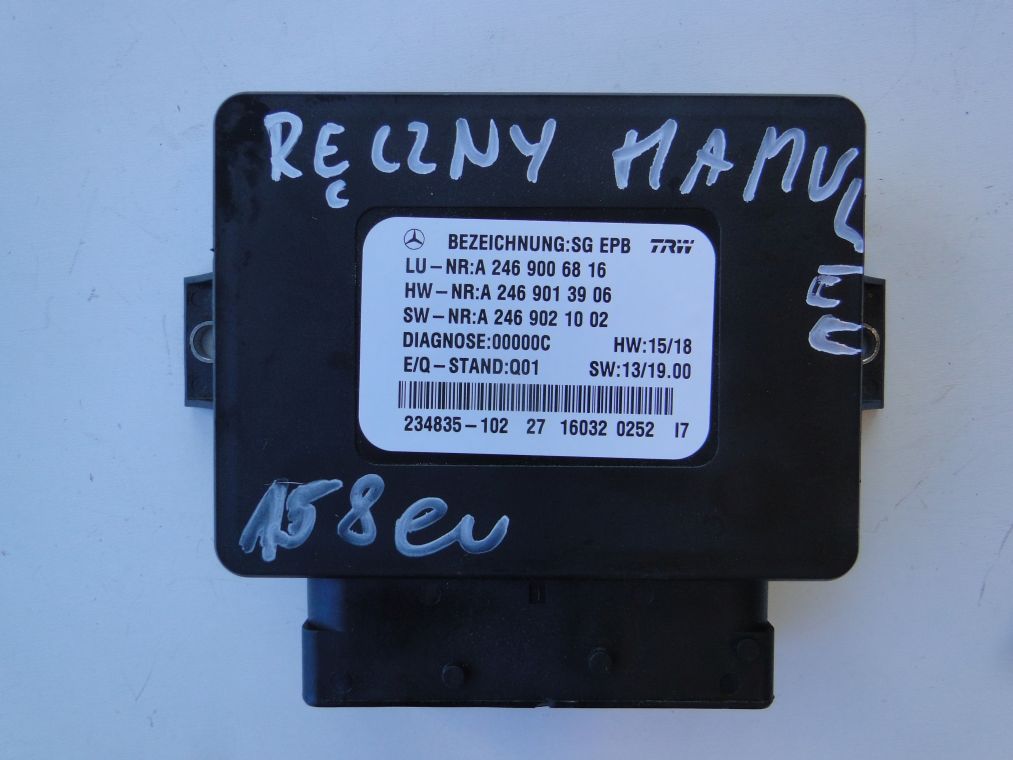 RĘCZNY HAMULEC
BEZEICHNUNG:SG EPB TRW
LU-NR:A 246 900 68 16
HW-NR:A 246 901 39 06
SW-NR:A 246 902 10 02
DIAGNOSE:00000C HW:15/18
E/Q-STAND:Q01 SW:13/19.00
234835-102 27 16032 0252 I7
158eu